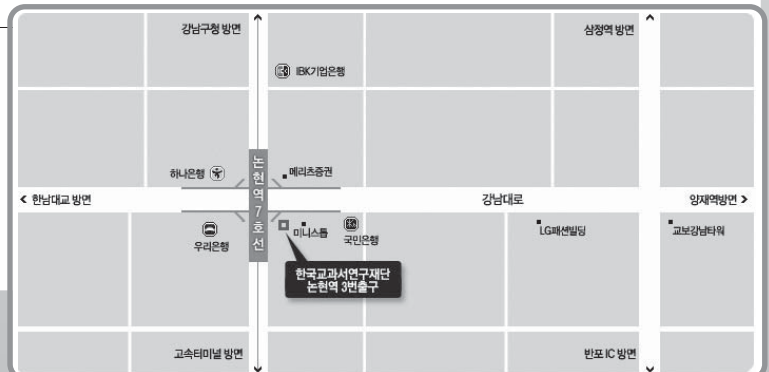 강남구청 방면
삼정역 방면
IBK기업은행
하나은행
메리츠증권
논현역 7호선
< 한남대교 방면
강남대로
양재역방면 >
우리은행
미니스톱
국민은행
LG패션빌딩
교보강남타워
한국교과서연구재단
논현역 3번출구
고속터미널 방면
반포 IC 방면